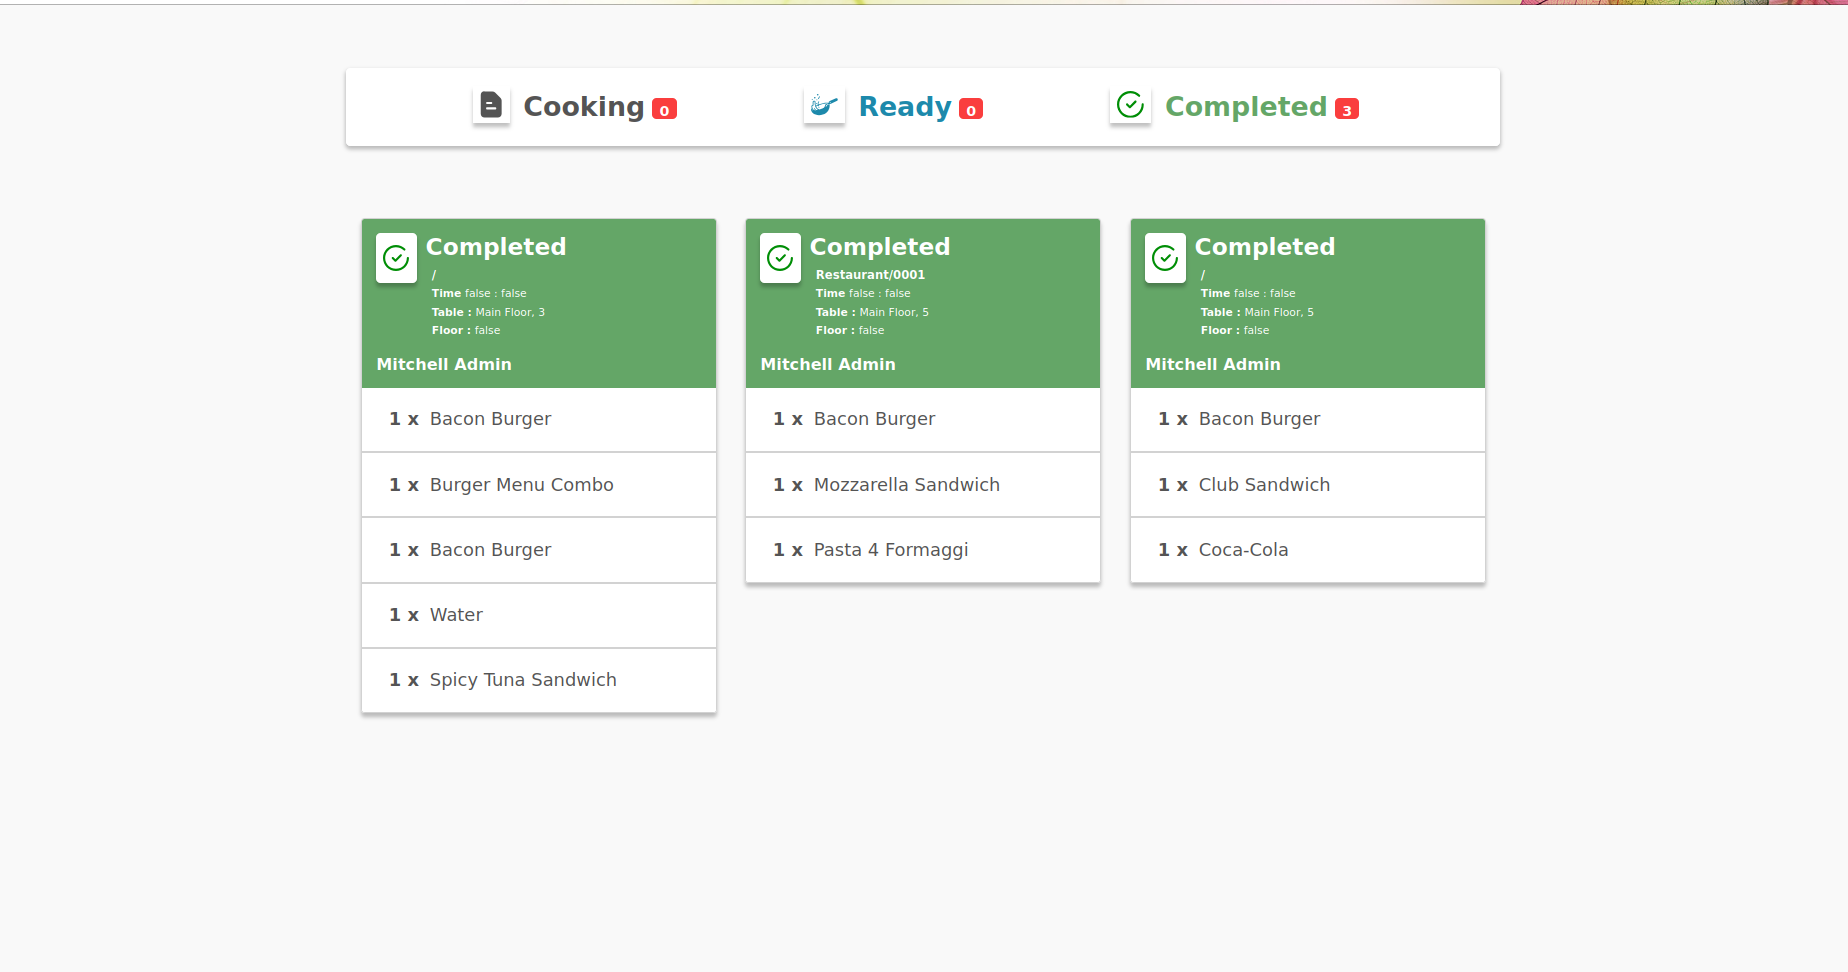 Cooking 0 Ready 0 Completed 3
Completed
/
Time false : false
Table : Main Floor, 3
Floor : false
Mitchell Admin
1 x Bacon Burger
1 x Burger Menu Combo
1 x Bacon Burger
1 x Water
1 x Spicy Tuna Sandwich
Completed
Restaurant/0001
Time false : false
Table : Main Floor, 5
Floor : false
Mitchell Admin
1 x Bacon Burger
1 x Mozzarella Sandwich
1 x Pasta 4 Formaggi
Completed
/
Time false : false
Table : Main Floor, 5
Floor : false
Mitchell Admin
1 x Bacon Burger
1 x Club Sandwich
1 x Coca-Cola